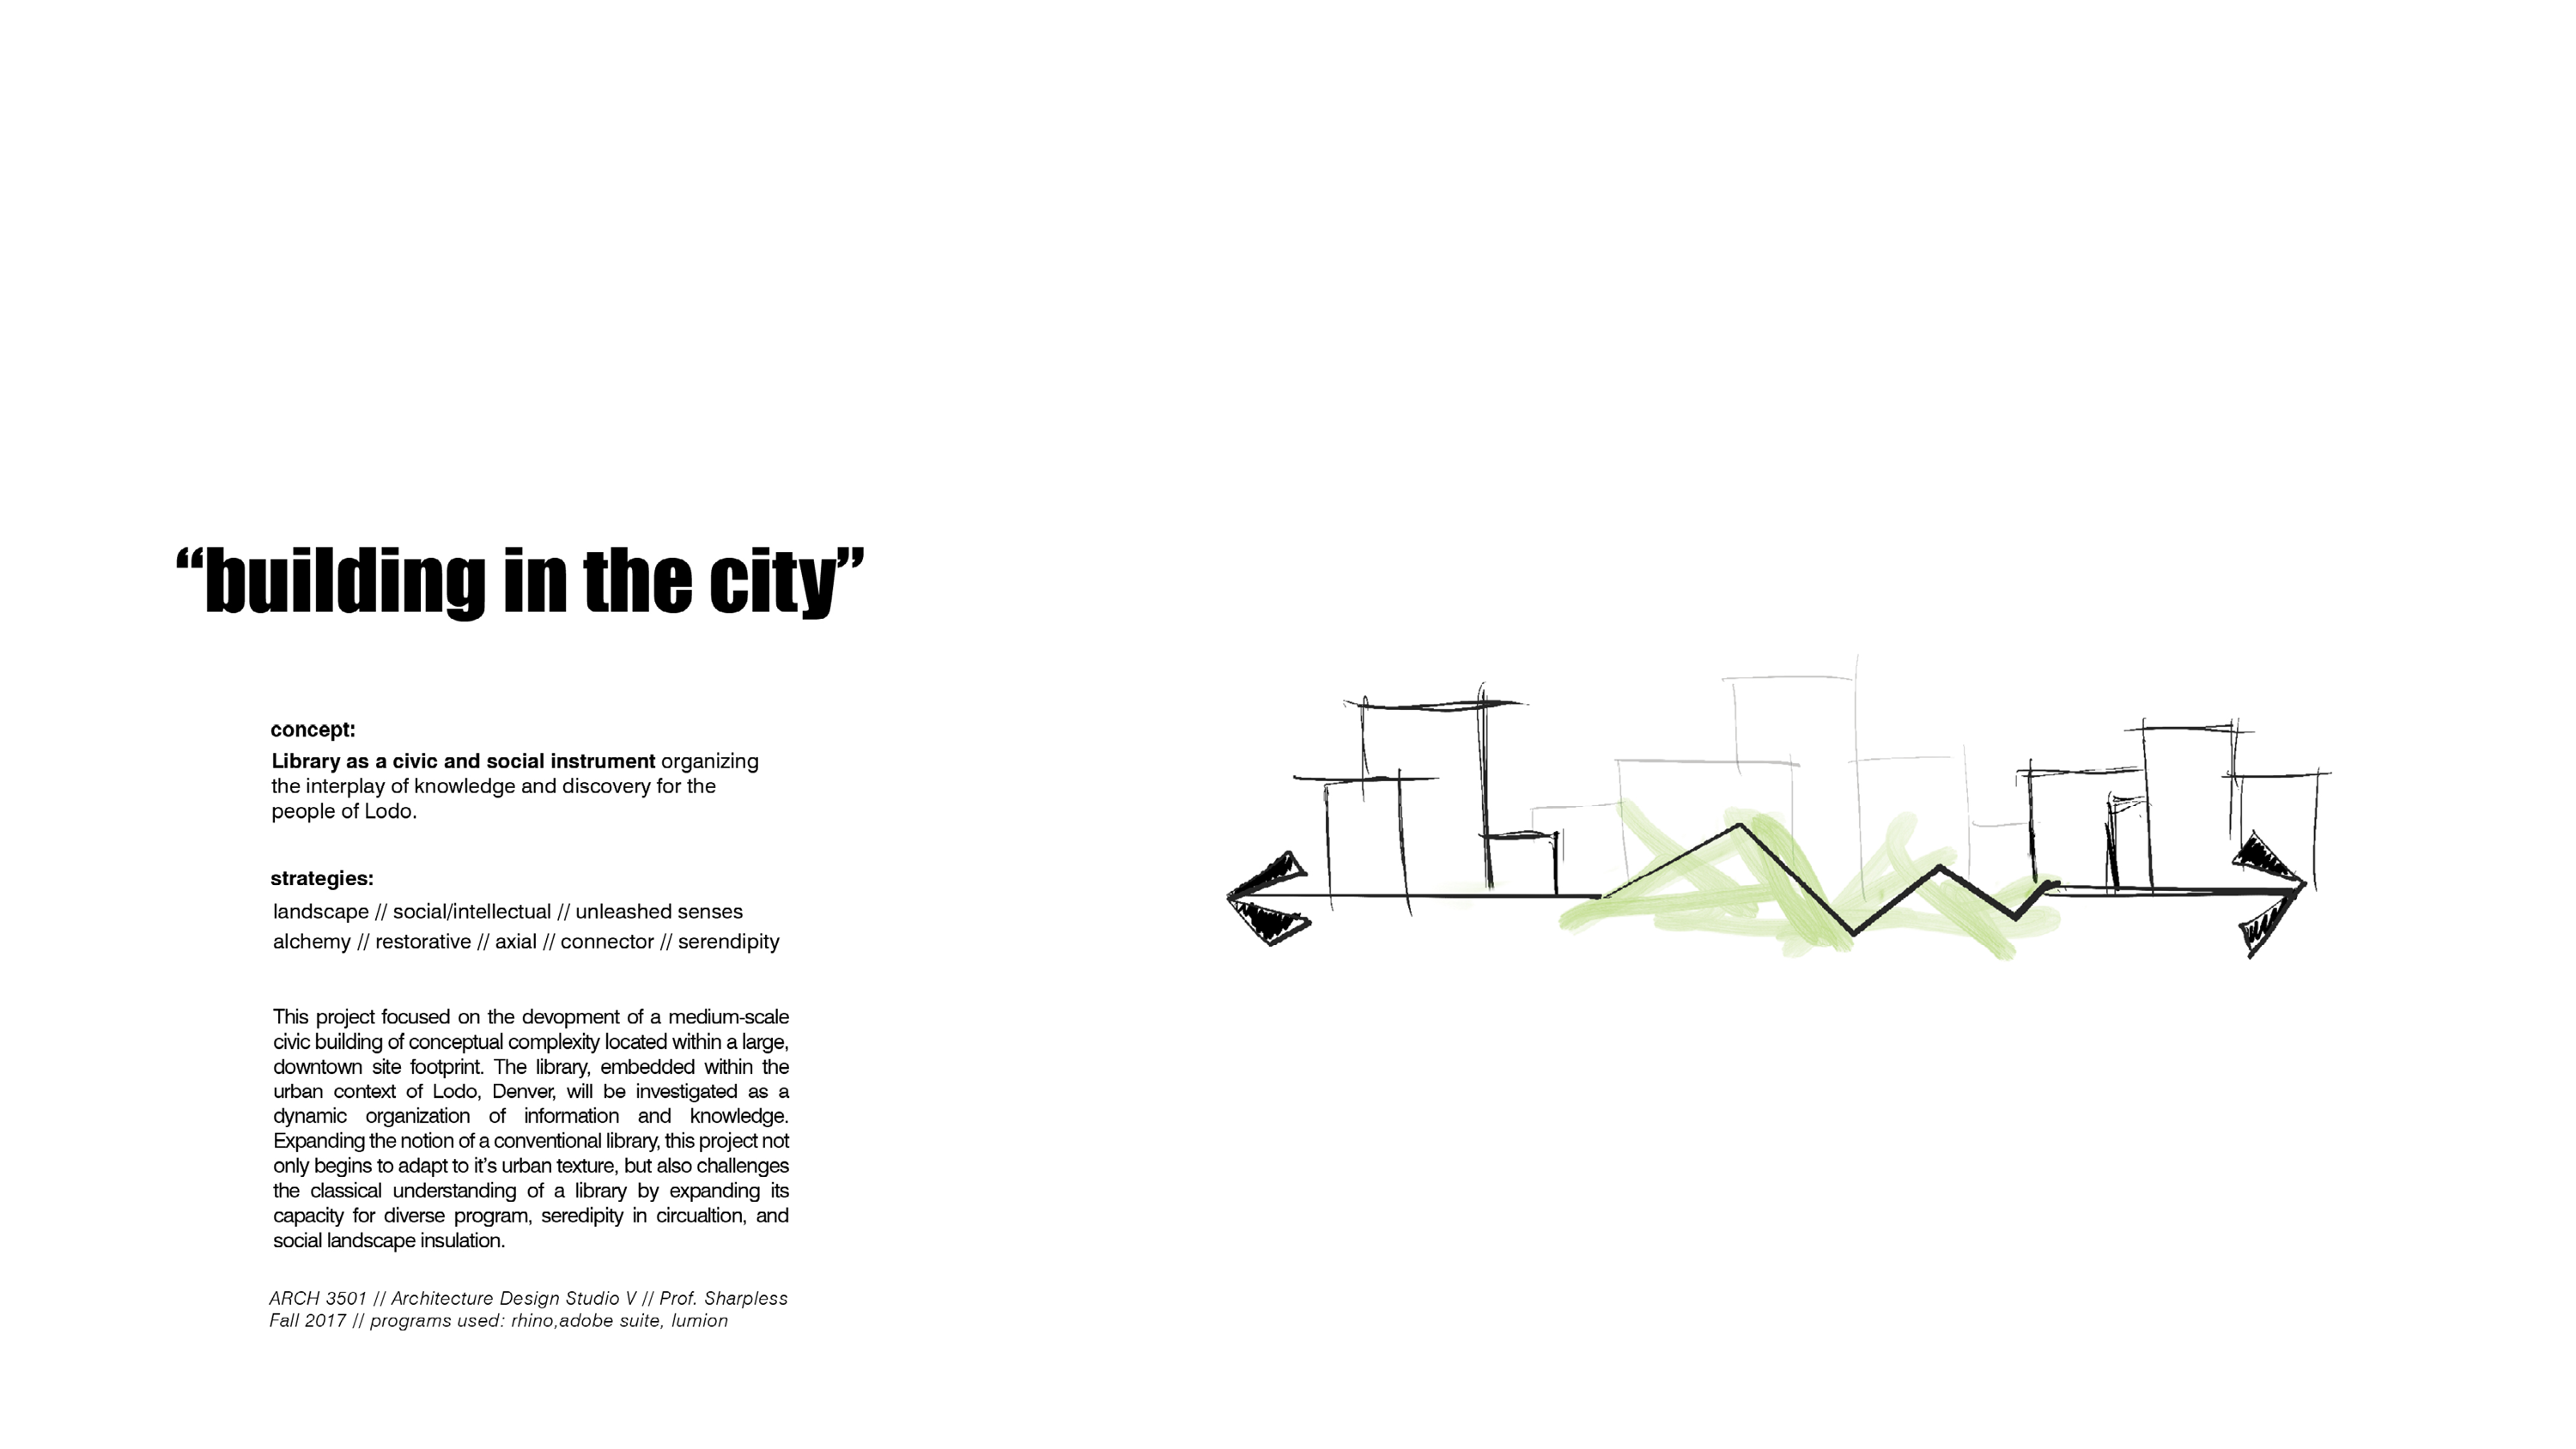 “building in the city”
concept:
Library as a civic and social instrument organizing
the interplay of knowledge and discovery for the
people of Lodo.
strategies:
landscape // social/intellectual // unleashed senses
alchemy // restorative // axial // connector // serendipity
This project focused on the devopment of a medium-scale
civic building of conceptual complexity located within a large,
downtown site footprint. The library, embedded within the
urban context of Lodo, Denver, will be investigated as a
dynamic organization of information and knowledge.
Expanding the notion of a conventional library, this project not
only begins to adapt to it’s urban texture, but also challenges
the classical understanding of a library by expanding its
capacity for diverse program, seredipity in circualtion, and
social landscape insulation.
ARCH 3501 // Architecture Design Studio V // Prof. Sharpless
Fall 2017 // programs used: rhino,adobe suite, lumion